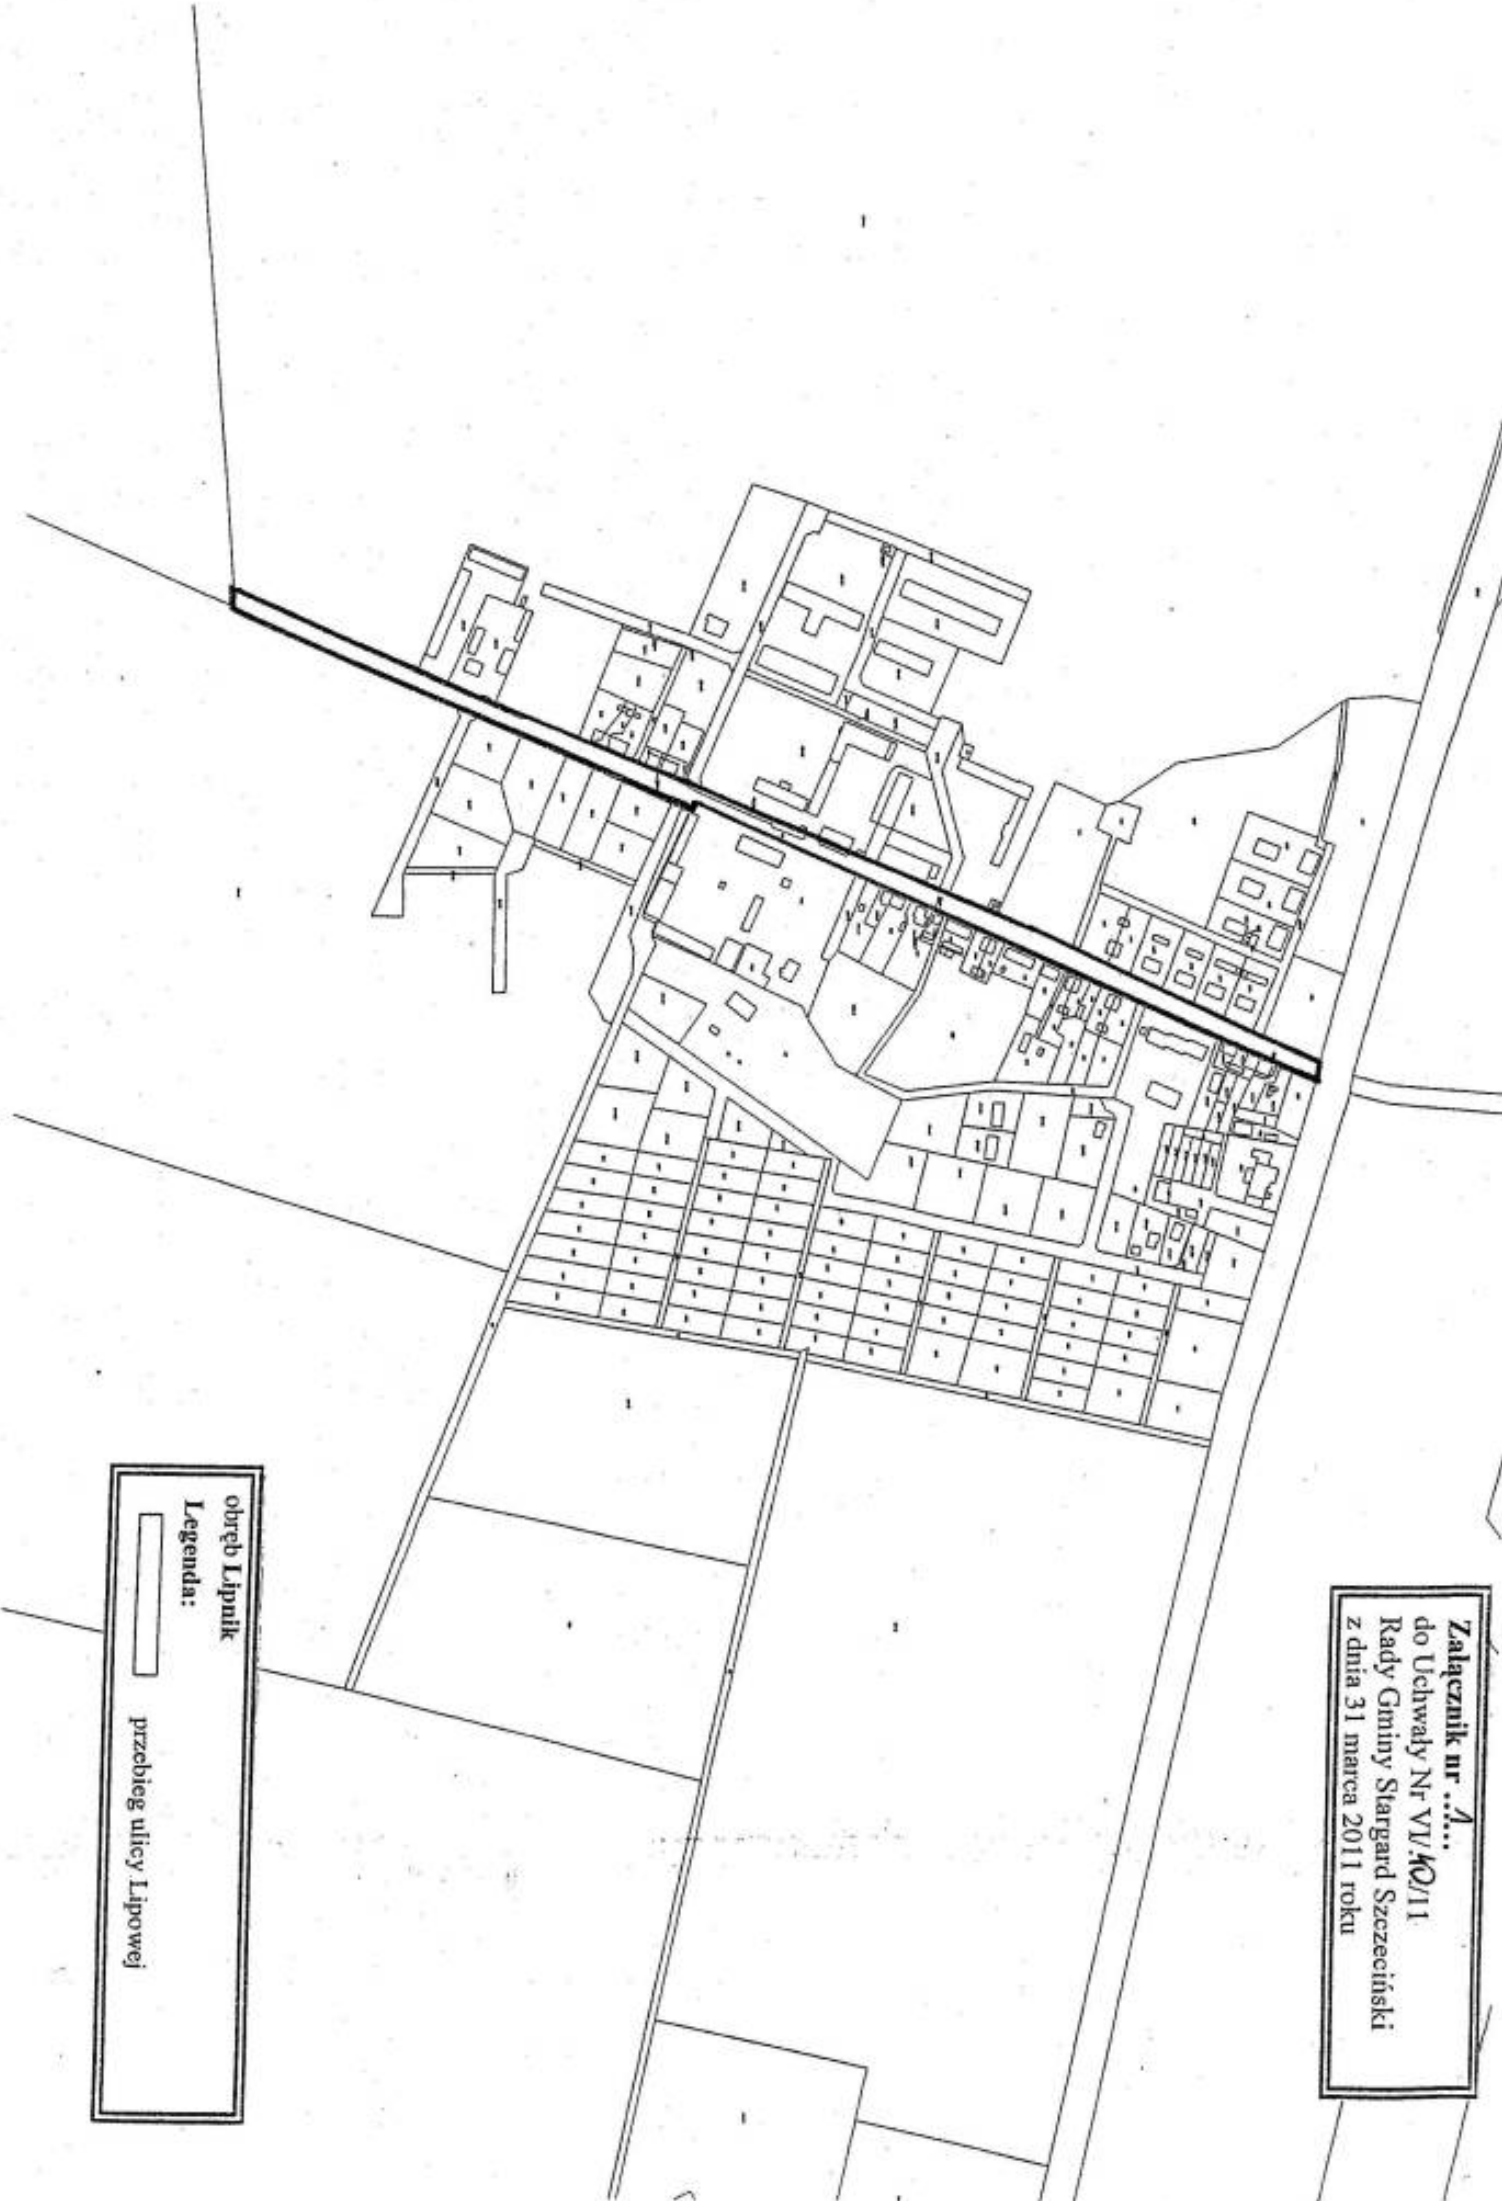 Załącznik nr ...1...
do Uchwały Nr VI/40/11
Rady Gminy Stargard Szczeciński
z dnia 31 marca 2011 roku
obręb Lipnik
Legenda:
przebieg ulicy Lipowej